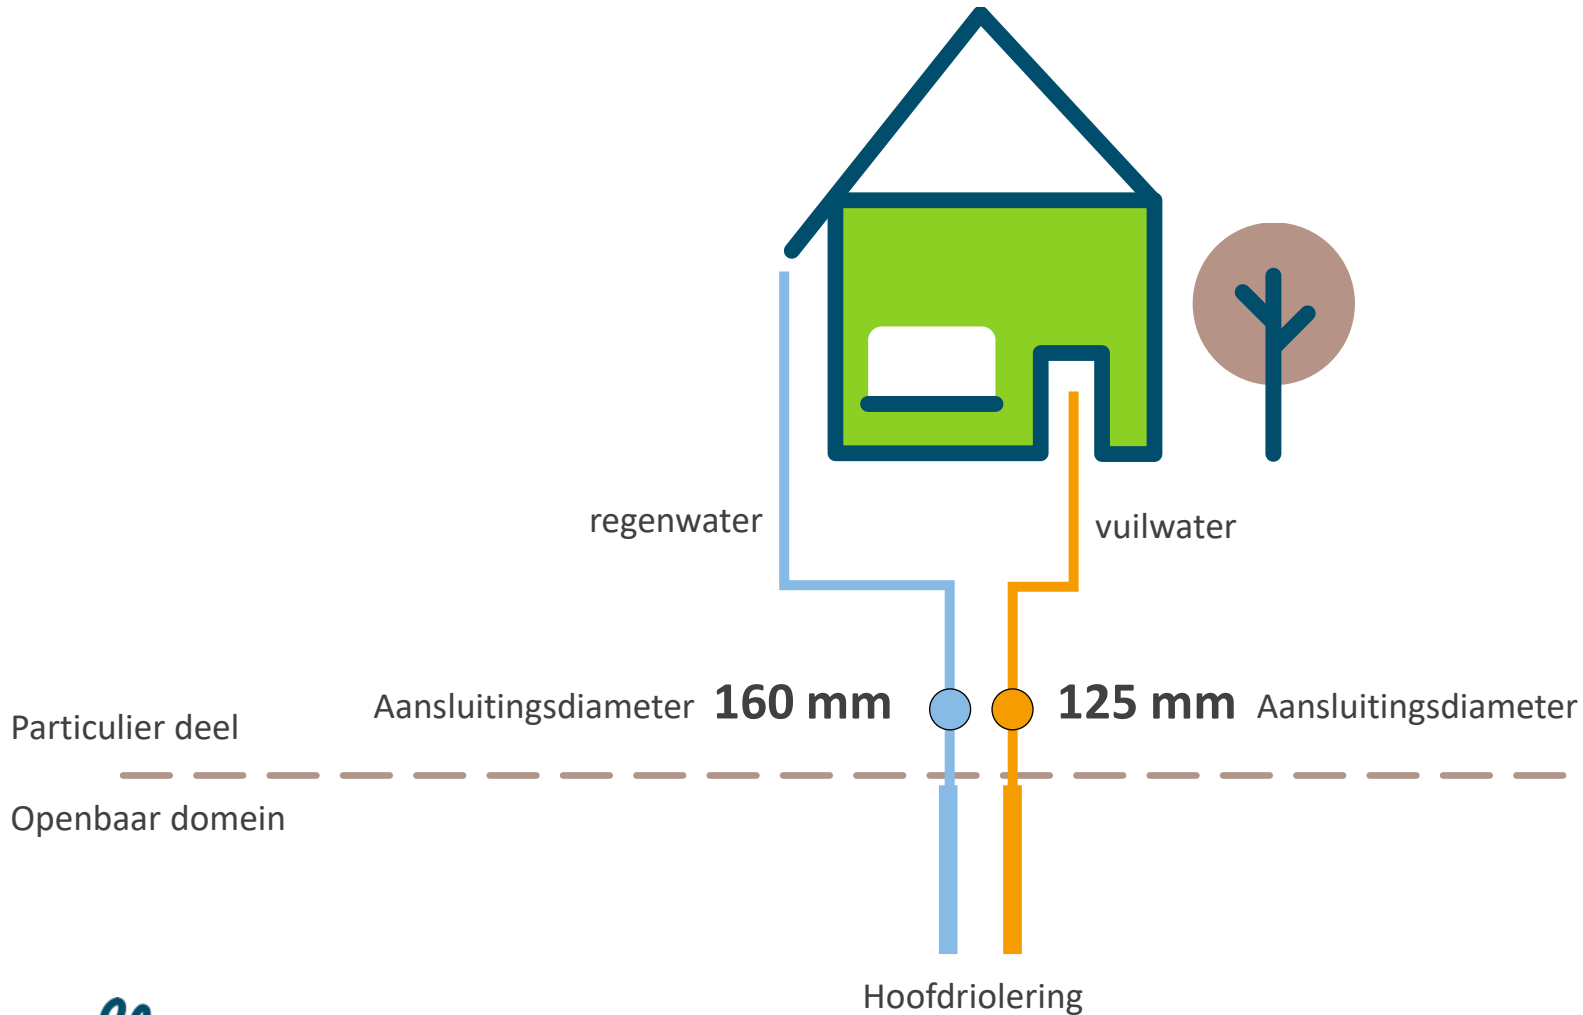 regenwater
vuilwater
Aansluitingsdiameter 160 mm
125 mm Aansluitingsdiameter
Particulier deel
Openbaar domein
Hoofdriolering